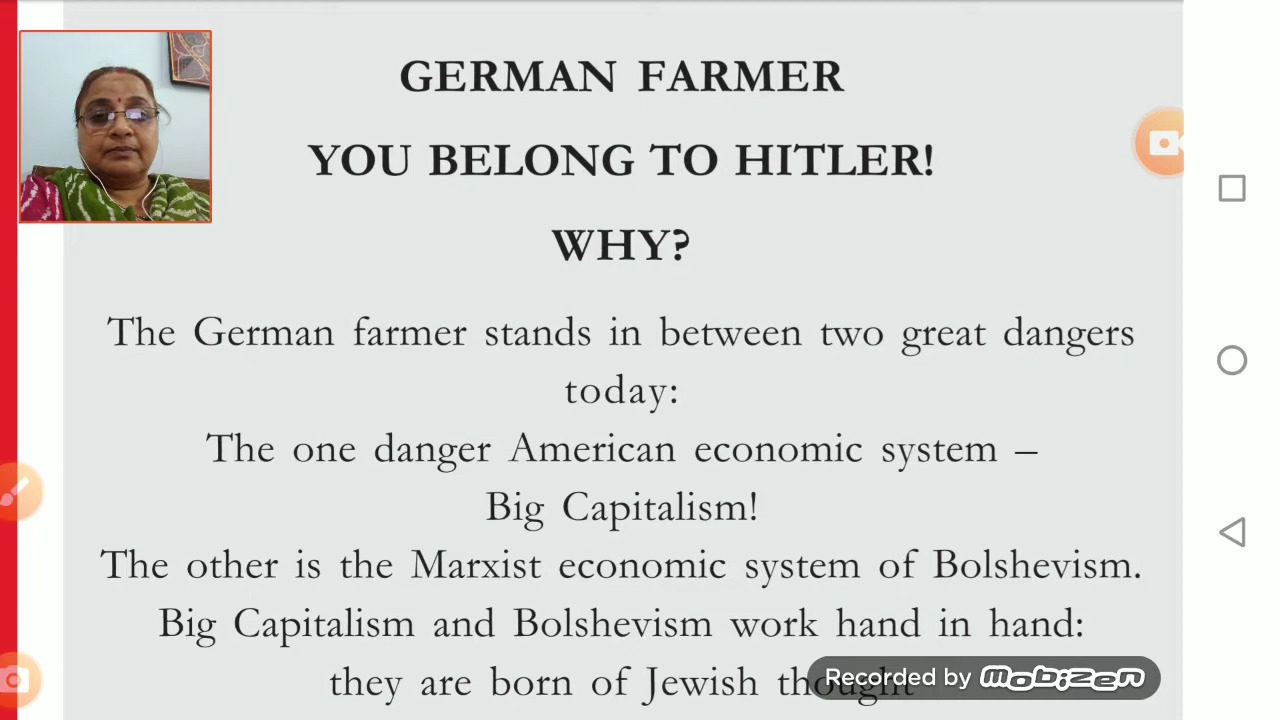 GERMAN FARMER
YOU BELONG TO HITLER!
WHY?
The German farmer stands in between two great dangers
today:
The one danger American economic system –
Big Capitalism!
The other is the Marxist economic system of Bolshevism.
Big Capitalism and Bolshevism work hand in hand:
they are born of Jewish thought
Recorded by mobizen